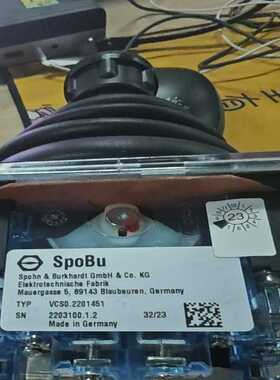 SpoBu
Spohn & Burkhardt GmbH & Co. KG
Elektrotechnische Fabrik
Mauergasse 5, 89143 Blaubeuren, Germany
TYP VCS0.2201451
SN 2203100.1.2 32/23
Made in Germany
23